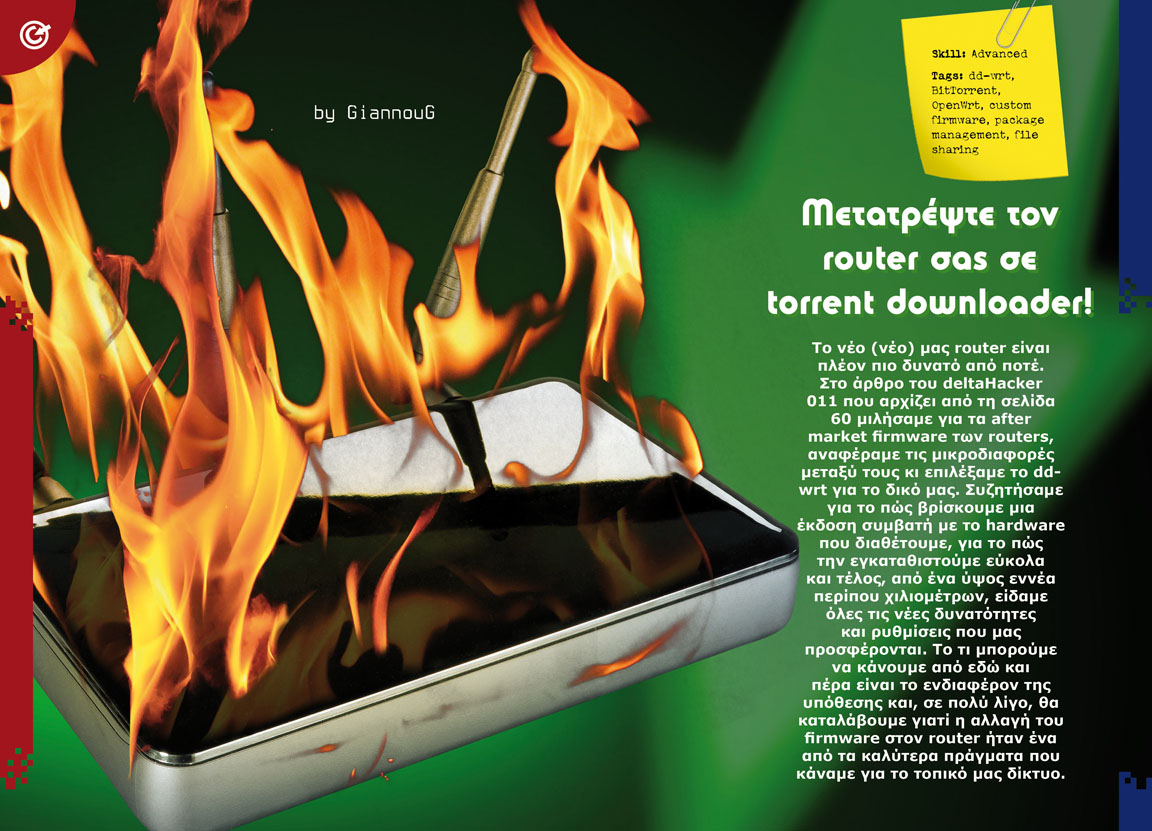 by GiannouG
Skill: Advanced
Tags: dd-wrt,
BitTorrent,
OpenWrt, custom
firmware, package
management, file
sharing
Μετατρέψτε τον
router σας σε
torrent downloader!
Το νέο (νέο) μας router είναι
πλέον πιο δυνατό από ποτέ.
Στο άρθρο του deltaHacker
011 που αρχίζει από τη σελίδα
60 μιλήσαμε για τα after
market firmware των routers,
αναφέραμε τις μικροδιαφορές
μεταξύ τους κι επιλέξαμε το dd-
wrt για το δικό μας. Συζητήσαμε
για το πώς βρίσκουμε μια
έκδοση συμβατή με το hardware
που διαθέτουμε, για το πώς
την εγκαταθιστούμε εύκολα
και τέλος, από ένα ύψος εννέα
περίπου χιλιομέτρων, είδαμε
όλες τις νέες δυνατότητες
και ρυθμίσεις που μας
προσφέρονται. Το τι μπορούμε
να κάνουμε από εδώ και
πέρα είναι το ενδιαφέρον της
υπόθεσης και, σε πολύ λίγο, θα
καταλάβουμε γιατί η αλλαγή του
firmware στον router ήταν ένα
από τα καλύτερα πράγματα που
κάναμε για το τοπικό μας δίκτυο.